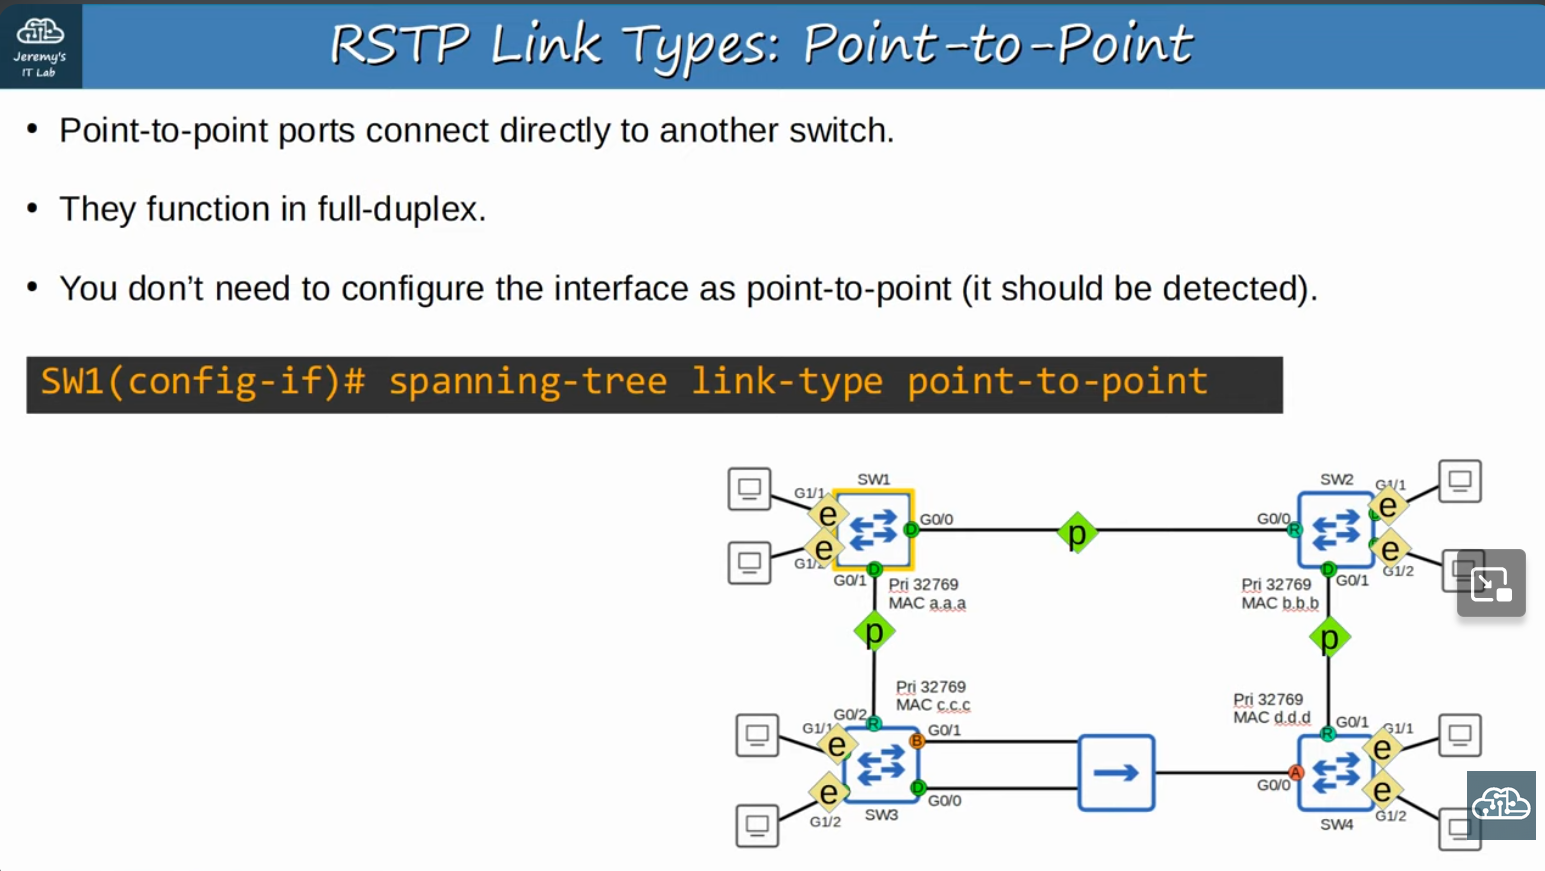 Jeremy's
IT Lab
RSTP Link Types: Point-to-Point
• Point-to-point ports connect directly to another switch.
• They function in full-duplex.
• You don’t need to configure the interface as point-to-point (it should be detected).
SW1(config-if)# spanning-tree link-type point-to-point
SW1
SW2
G1/1
G1/1
e
e
G0/0
G0/0
D
p
R
e
e
G1/2
G1/2
G0/1
D
Pri 32769
MAC a.a.a
Pri 32769
MAC b.b.b
D
G0/1
p
p
Pri 32769
MAC c.c.c
Pri 32769
MAC d.d.d
G0/2
R
G0/1
R
G1/1
G1/1
e
B
G0/1
e
A
G0/0
e
D
G0/0
e
G1/2
SW3
SW4
G1/2